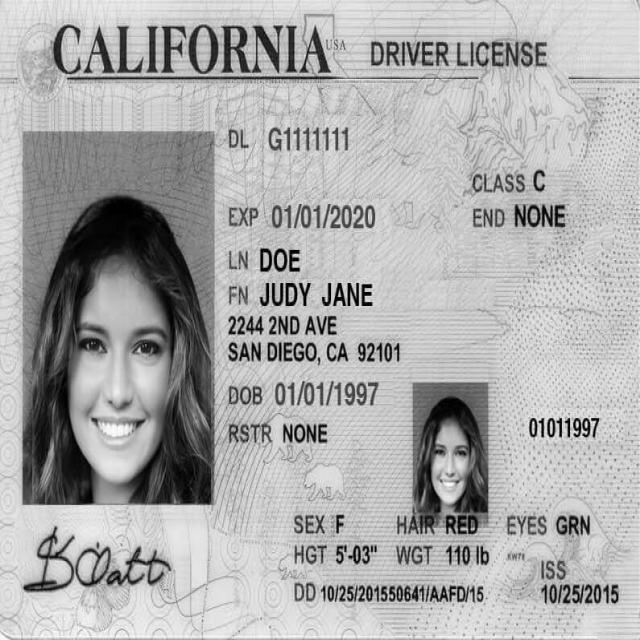 CALIFORNIA USA DRIVER LICENSE
DL G1111111
CLASS C
EXP 01/01/2020
END NONE
LN DOE
FN JUDY JANE
2244 2ND AVE
SAN DIEGO, CA 92101
DOB 01/01/1997
RSTR NONE
01011997
SEX F HAIR RED EYES GRN
HGT 5'-03" WGT 110 lb
ISS
DD 10/25/201550641/AAFD/15
10/25/2015